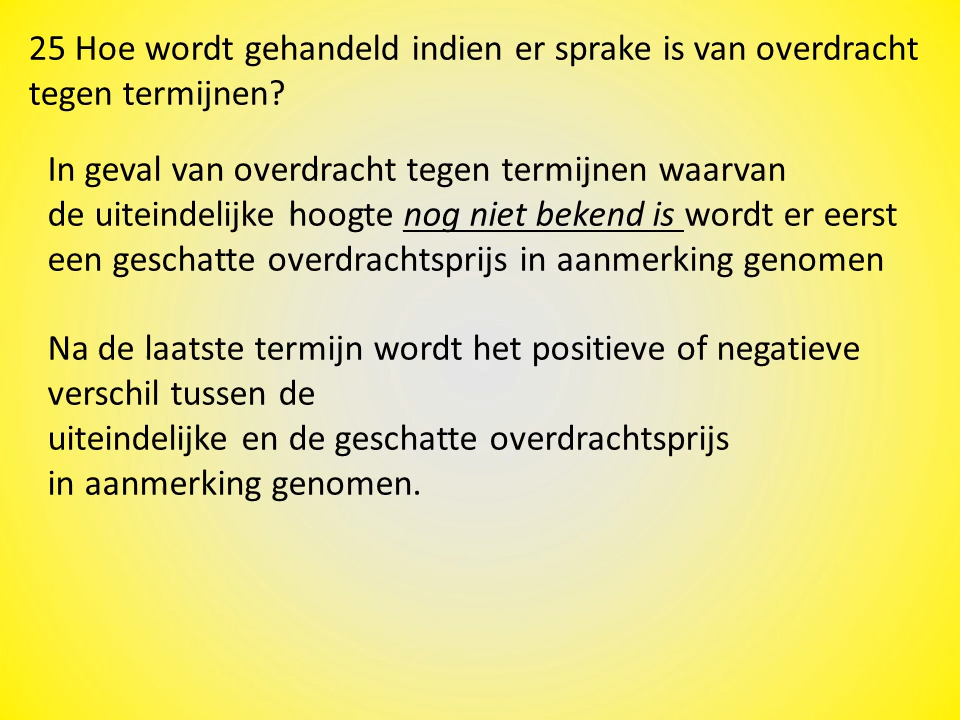 25 Hoe wordt gehandeld indien er sprake is van overdracht
tegen termijnen?
In geval van overdracht tegen termijnen waarvan
de uiteindelijke hoogte nog niet bekend is wordt er eerst
een geschatte overdrachtsprijs in aanmerking genomen
Na de laatste termijn wordt het positieve of negatieve
verschil tussen de
uiteindelijke en de geschatte overdrachtsprijs
in aanmerking genomen.